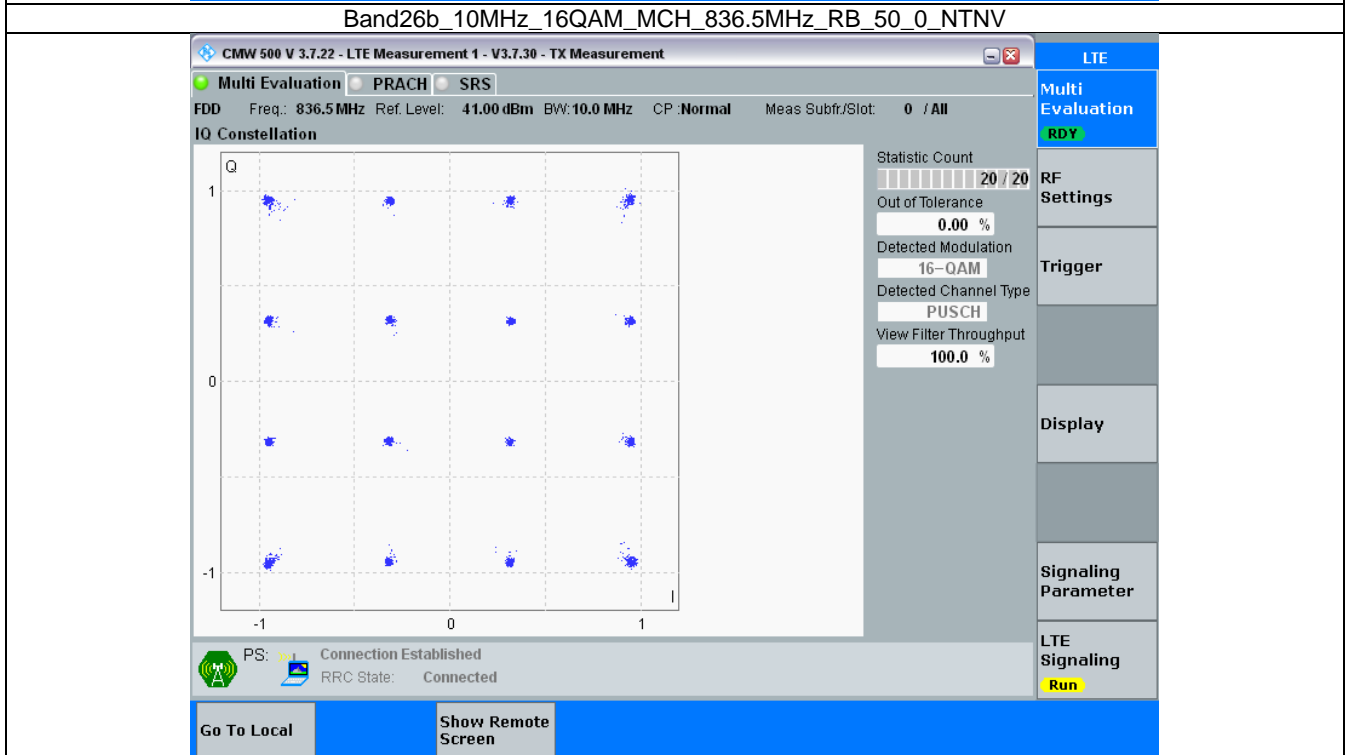 Band26b_10MHz_16QAM_MCH_836.5MHz_RB_50_0_NTNV
CMW 500 V 3.7.22 - LTE Measurement 1 - V3.7.30 - TX Measurement
LTE
Multi Evaluation PRACH SRS
Multi
Evaluation
RDY
FDD Freq.: 836.5 MHz Ref. Level: 41.00 dBm BW: 10.0 MHz CP :Normal Meas Subfr./Slot: 0 / All
IQ Constellation
Q
1
0
-1
I
-1 0 1
Statistic Count
20 / 20
Out of Tolerance
0.00 %
Detected Modulation
16-QAM
Detected Channel Type
PUSCH
View Filter Throughput
100.0 %
RF
Settings
Trigger
Display
Signaling
Parameter
LTE
Signaling
Run
PS: Connection Established
RRC State: Connected
Go To Local
Show Remote
Screen